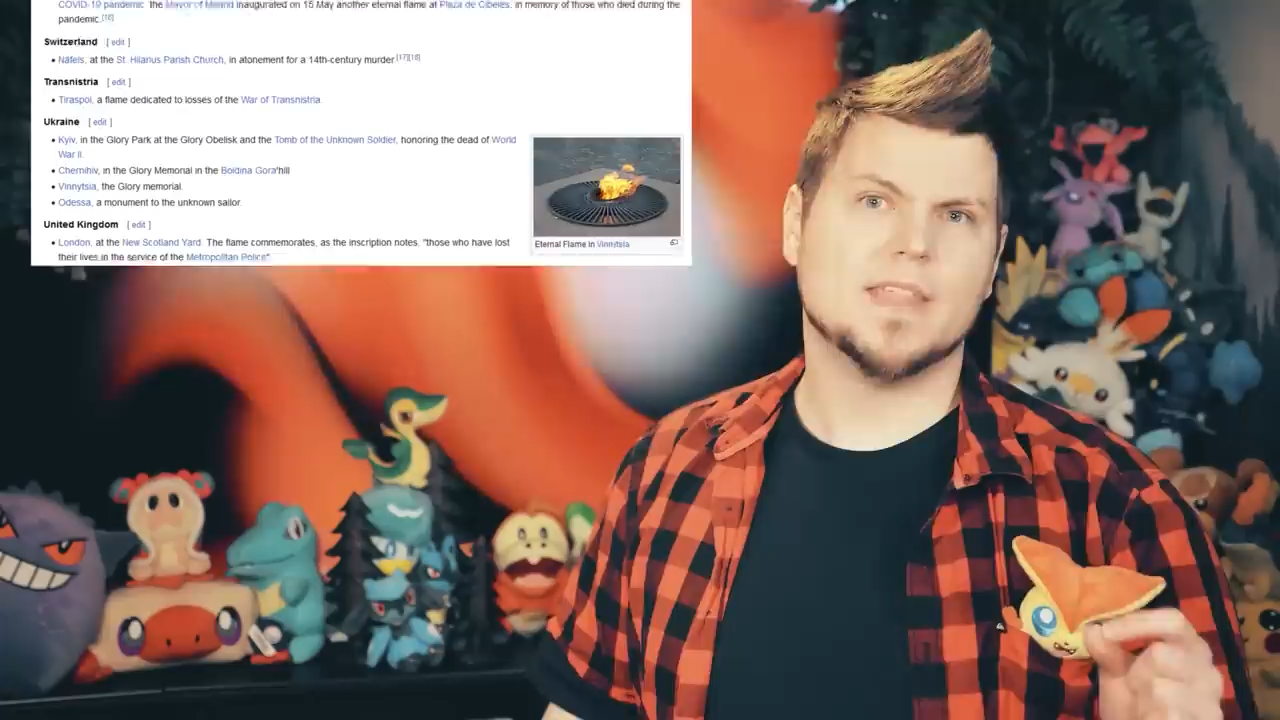 COVID-19 pandemic the Mayor of Madrid inaugurated on 15 May another eternal flame at Plaza de Cibeles, in memory of those who died during the
pandemic.[16]
Switzerland [ edit ]
• Näfels, at the St. Hilarius Parish Church, in atonement for a 14th-century murder.[17][18]
Transnistria [ edit ]
• Tiraspol, a flame dedicated to losses of the War of Transnistria.
Ukraine [ edit ]
• Kyiv, in the Glory Park at the Glory Obelisk and the Tomb of the Unknown Soldier, honoring the dead of World
War II.
• Chernihiv, in the Glory Memorial in the Boldina Gora'hill
• Vinnytsia, the Glory memorial.
• Odessa, a monument to the unknown sailor.
Eternal Flame in Vinnytsia
United Kingdom [ edit ]
• London, at the New Scotland Yard. The flame commemorates, as the inscription notes, "those who have lost
their lives in the service of the Metropolitan Police"